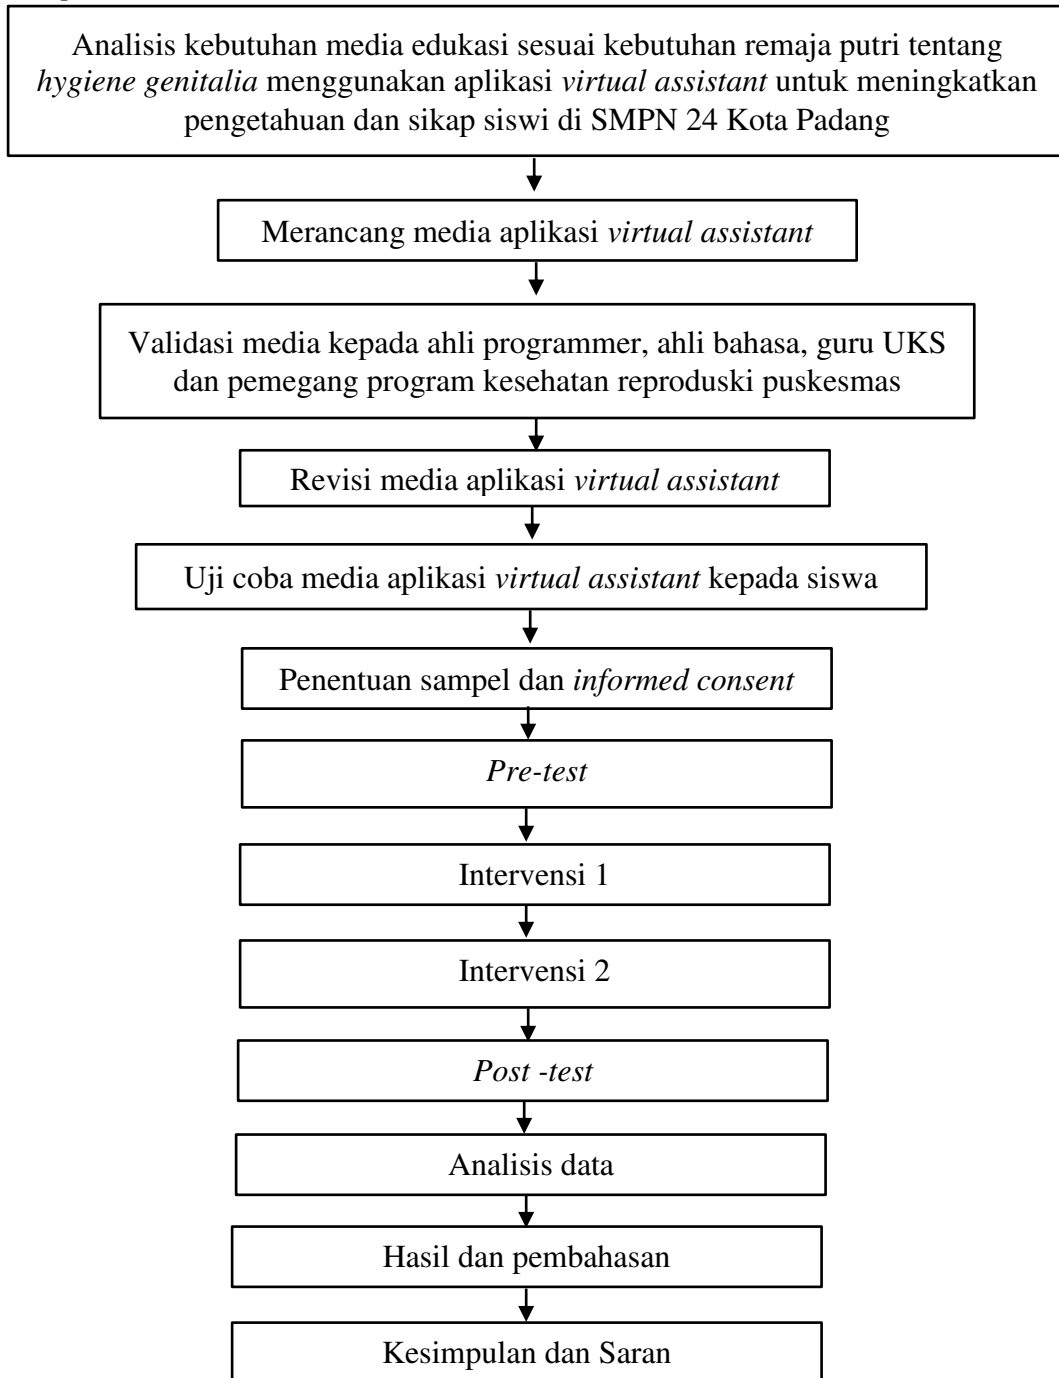 Analisis kebutuhan media edukasi sesuai kebutuhan remaja putri tentang
hygiene genitalia menggunakan aplikasi virtual assistant untuk meningkatkan
pengetahuan dan sikap siswi di SMPN 24 Kota Padang
Merancang media aplikasi virtual assistant
Validasi media kepada ahli programmer, ahli bahasa, guru UKS
dan pemegang program kesehatan reproduski puskesmas
Revisi media aplikasi virtual assistant
Uji coba media aplikasi virtual assistant kepada siswa
Penentuan sampel dan informed consent
Pre-test
Intervensi 1
Intervensi 2
Post -test
Analisis data
Hasil dan pembahasan
Kesimpulan dan Saran